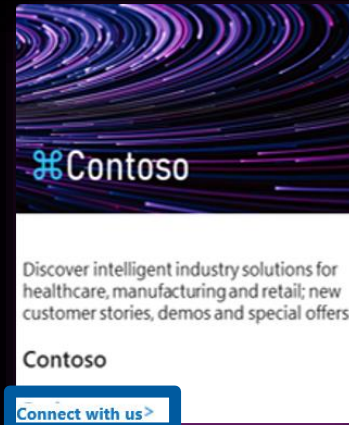 ⌘Contoso
Discover intelligent industry solutions for
healthcare, manufacturing and retail; new
customer stories, demos and special offers
Contoso
Connect with us>